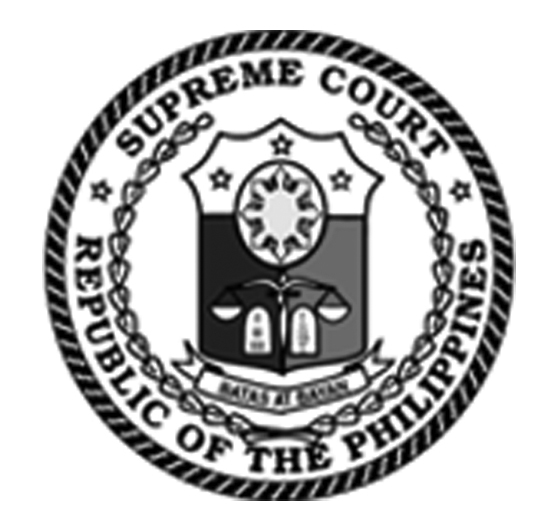 SUPREME COURT
REPUBLIC OF THE PHILIPPINES
BATAS AT BAYAN